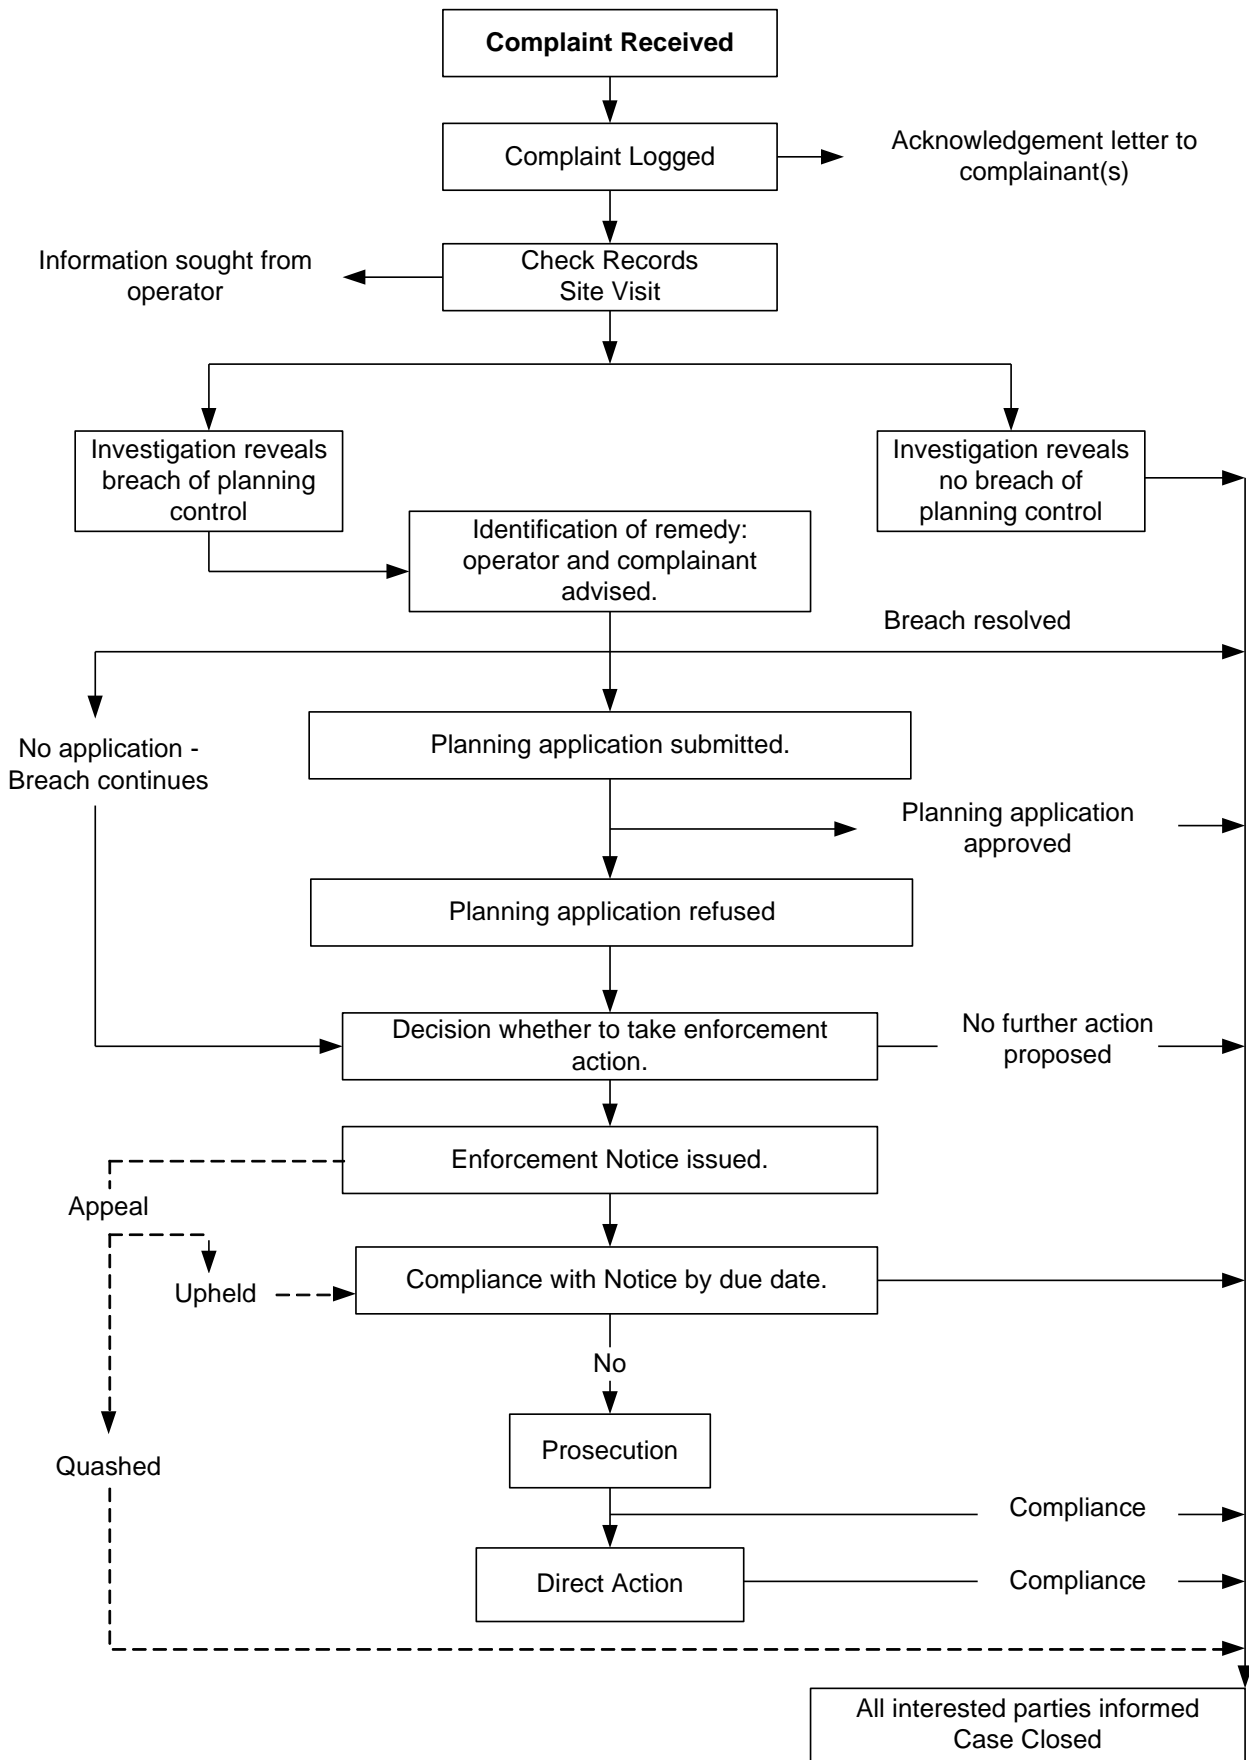 Complaint Received
Complaint Logged
Acknowledgement letter to
complainant(s)
Information sought from
operator
Check Records
Site Visit
Investigation reveals
breach of planning
control
Investigation reveals
no breach of
planning control
Identification of remedy:
operator and complainant
advised.
Breach resolved
No application -
Breach continues
Planning application submitted.
Planning application
approved
Planning application refused
Decision whether to take enforcement
action.
No further action
proposed
Enforcement Notice issued.
Appeal
Upheld
Compliance with Notice by due date.
No
Prosecution
Quashed
Compliance
Direct Action
Compliance
All interested parties informed
Case Closed